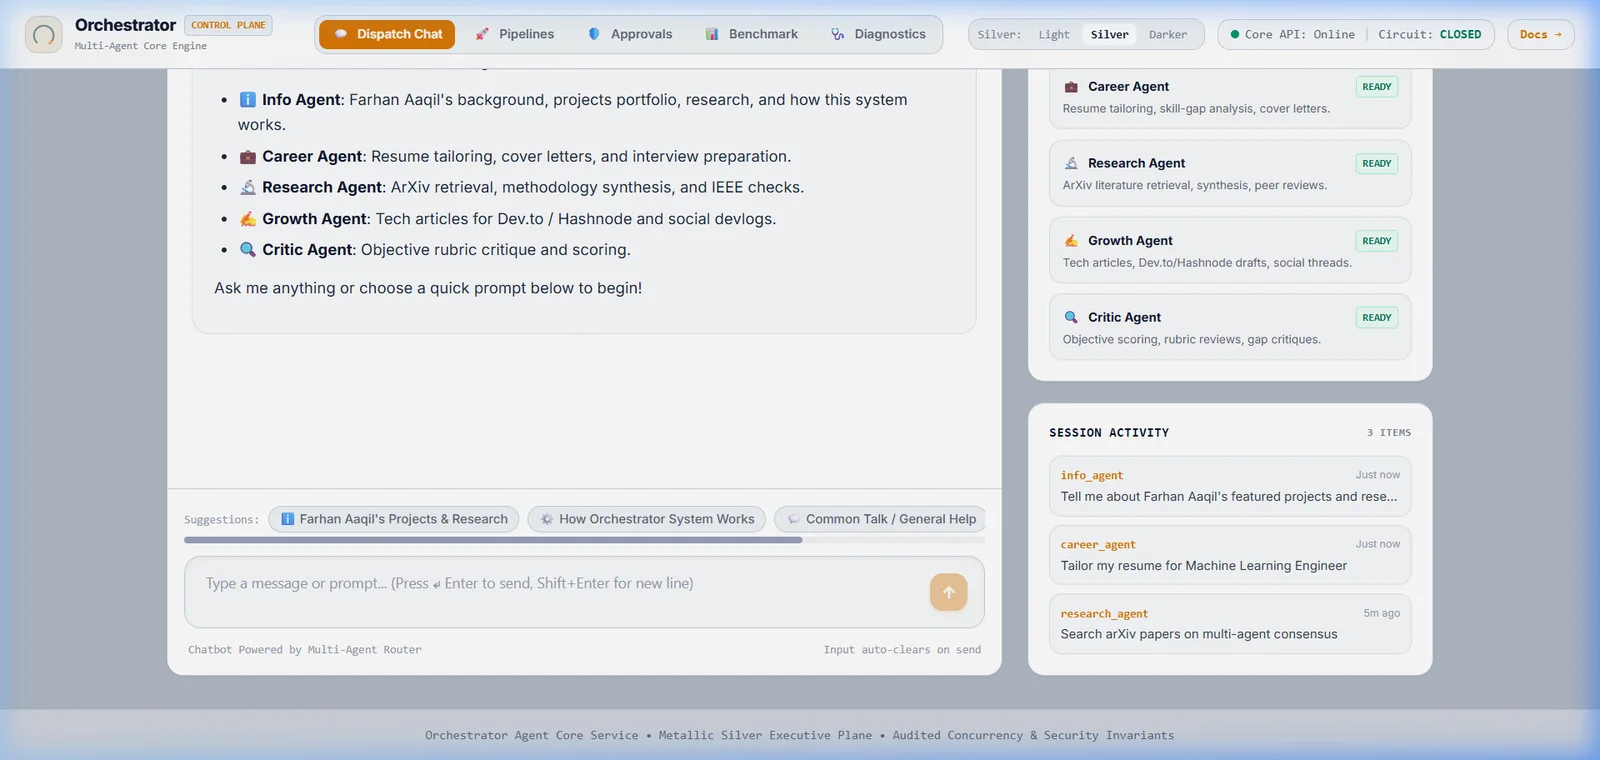 Orchestrator CONTROL PLANE
Multi-Agent Core Engine
Dispatch Chat
Pipelines
Approvals
Benchmark
Diagnostics
Silver: Light Silver Darker
Core API: Online | Circuit: CLOSED
Docs →
Info Agent: Farhan Aaqil's background, projects portfolio, research, and how this system
works.
Career Agent: Resume tailoring, cover letters, and interview preparation.
Research Agent: ArXiv retrieval, methodology synthesis, and IEEE checks.
Growth Agent: Tech articles for Dev.to / Hashnode and social devlogs.
Critic Agent: Objective rubric critique and scoring.
Ask me anything or choose a quick prompt below to begin!
Suggestions: Farhan Aaqil's Projects & Research How Orchestrator System Works Common Talk / General Help
Type a message or prompt... (Press ↵ Enter to send, Shift+Enter for new line)
Chatbot Powered by Multi-Agent Router
Input auto-clears on send
Career Agent READY
Resume tailoring, skill-gap analysis, cover letters.
Research Agent READY
ArXiv literature retrieval, synthesis, peer reviews.
Growth Agent READY
Tech articles, Dev.to/Hashnode drafts, social threads.
Critic Agent READY
Objective scoring, rubric reviews, gap critiques.
SESSION ACTIVITY 3 ITEMS
info_agent Just now
Tell me about Farhan Aaqil's featured projects and rese...
career_agent Just now
Tailor my resume for Machine Learning Engineer
research_agent 5m ago
Search arXiv papers on multi-agent consensus
Orchestrator Agent Core Service • Metallic Silver Executive Plane • Audited Concurrency & Security Invariants